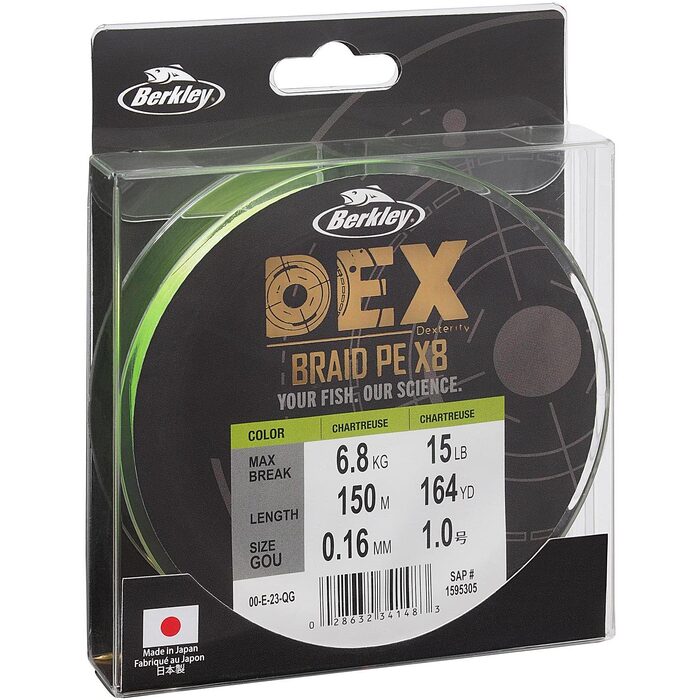 Berkley
Berkley
DEX
Dexterity
BRAID PE X8
YOUR FISH. OUR SCIENCE.
COLOR CHARTREUSE CHARTREUSE
MAX BREAK 6.8 KG 15 LB
LENGTH 150 M 164 YD
SIZE GOU 0.16 MM 1.0 号
00-E-23-QG
SAP #
1595305
0 28632 34148 3
Made in Japan
Fabriqué au Japon
日本製